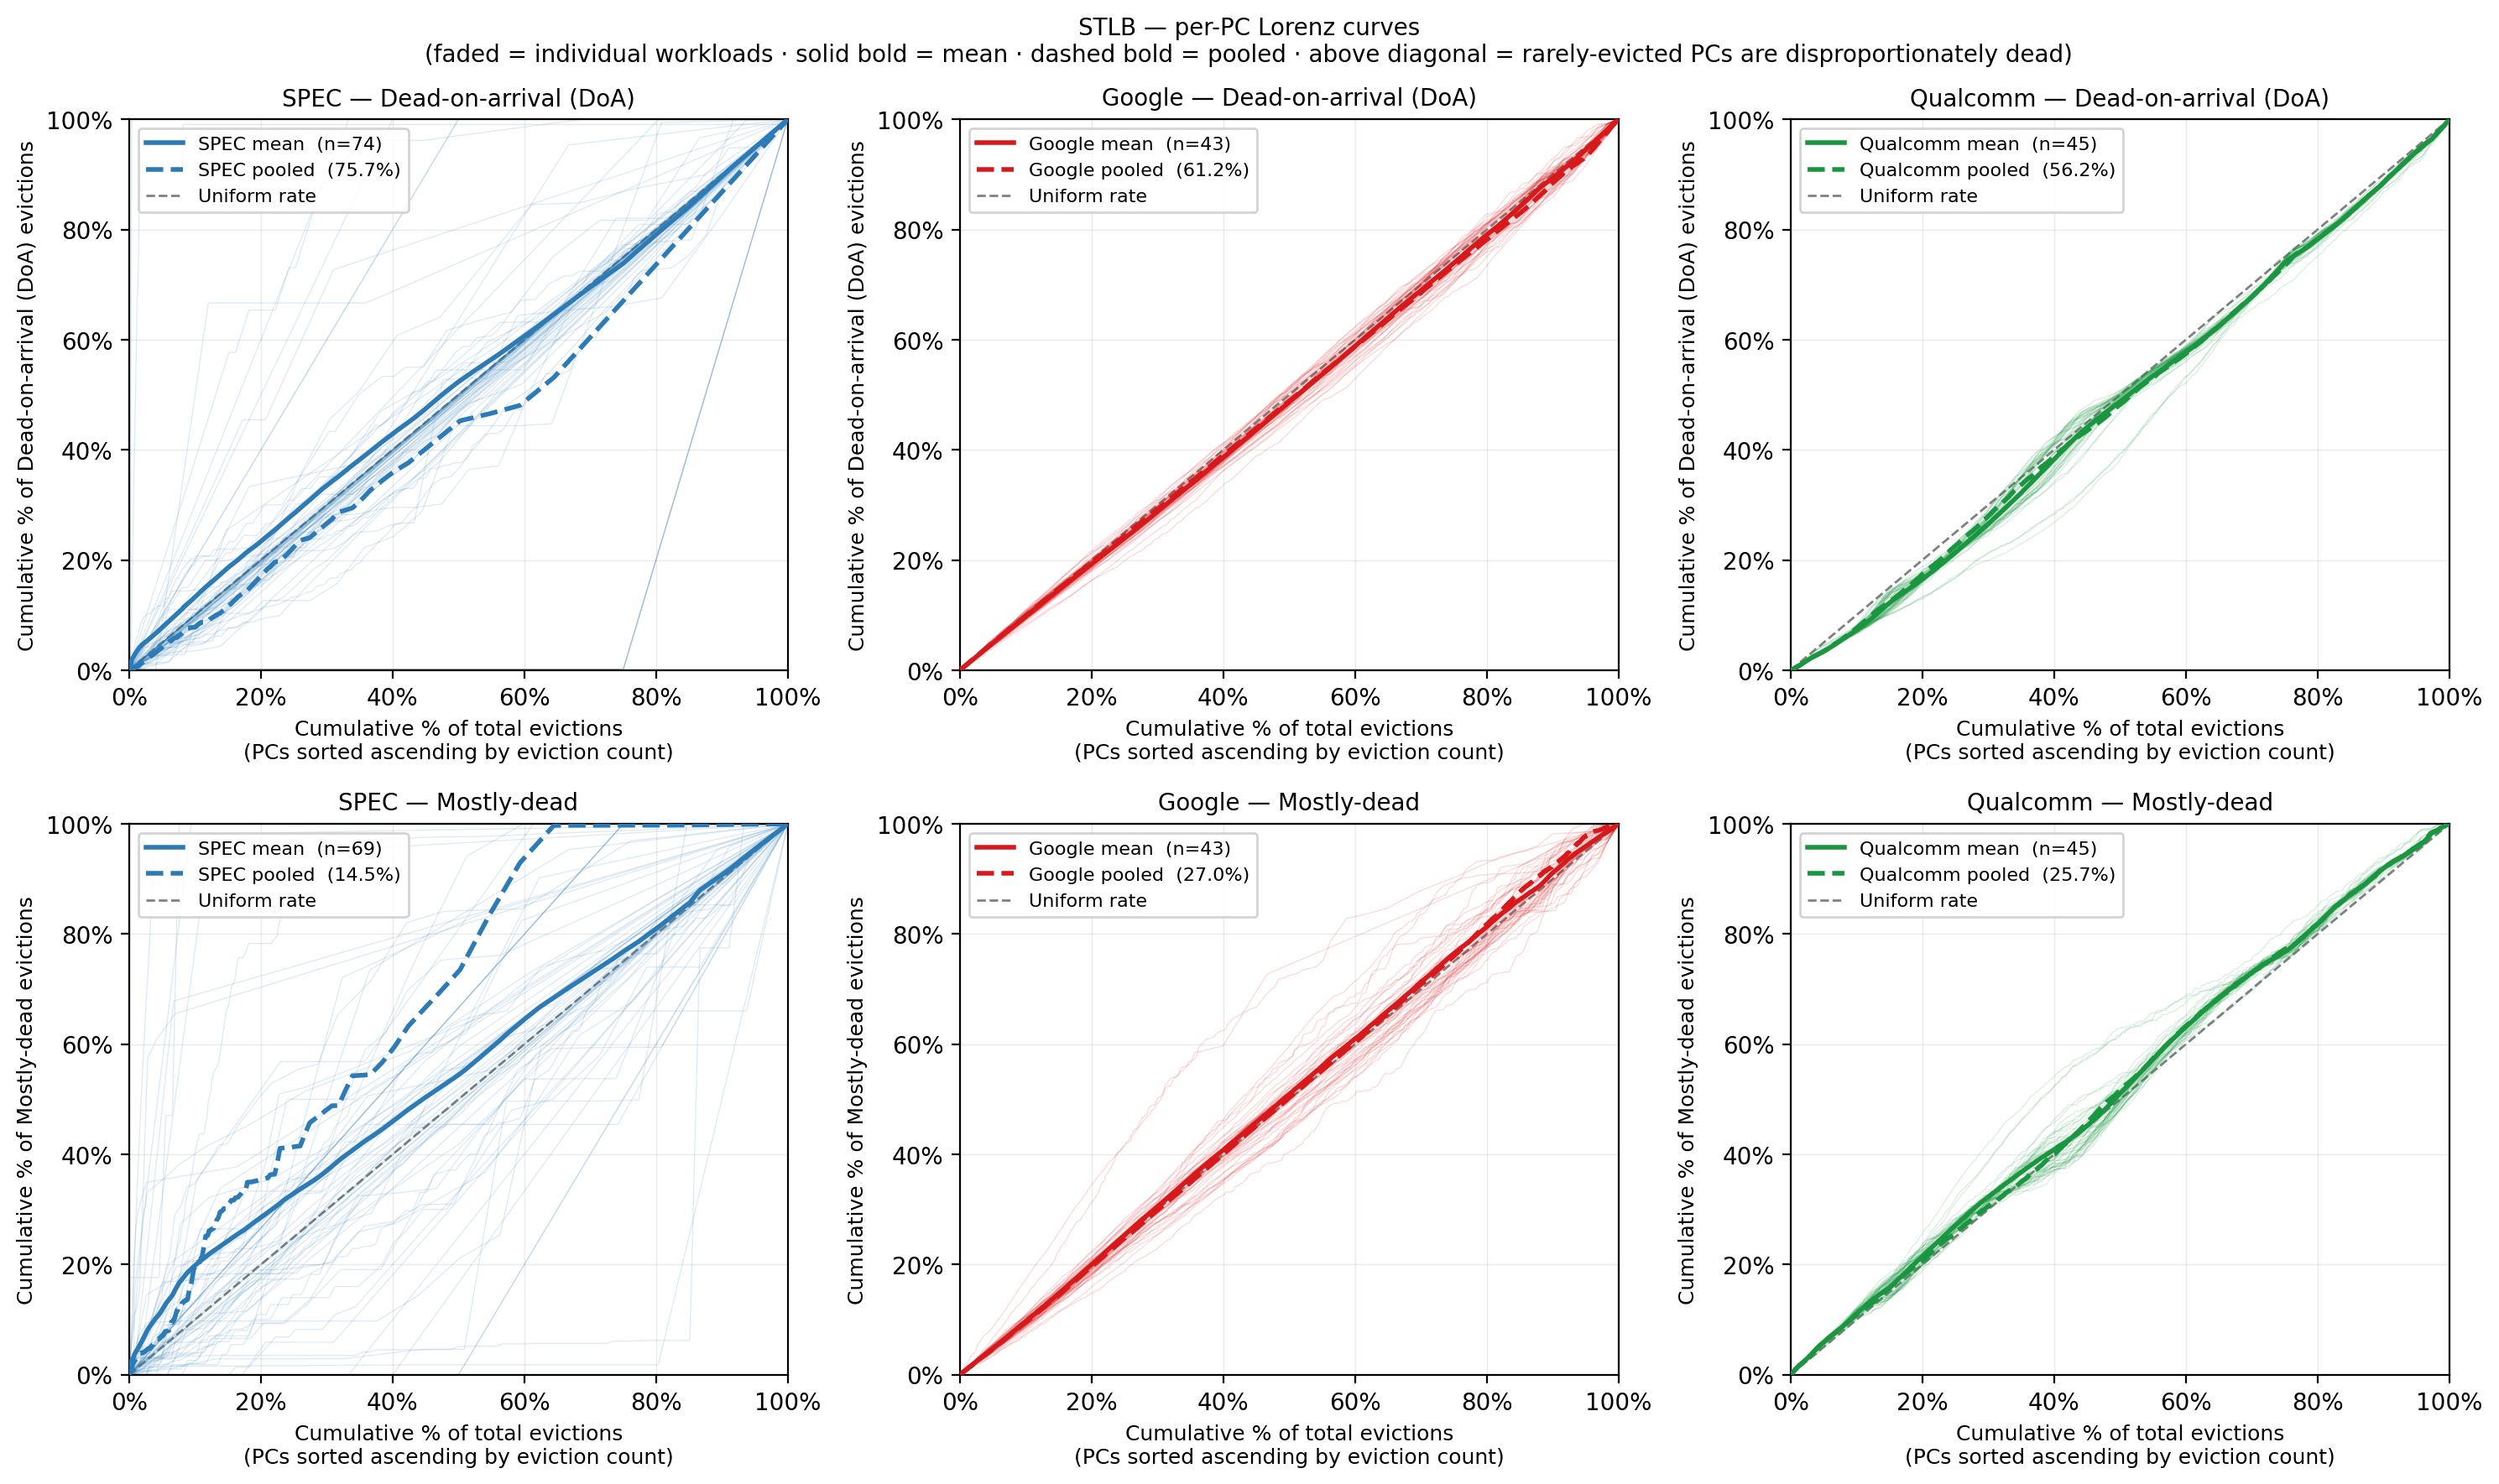 STLB — per-PC Lorenz curves
(faded = individual workloads · solid bold = mean · dashed bold = pooled · above diagonal = rarely-evicted PCs are disproportionately dead)
SPEC — Dead-on-arrival (DoA)
Cumulative % of Dead-on-arrival (DoA) evictions
100%
80%
60%
40%
20%
0%
SPEC mean (n=74)
SPEC pooled (75.7%)
Uniform rate
0% 20% 40% 60% 80% 100%
Cumulative % of total evictions
(PCs sorted ascending by eviction count)
Google — Dead-on-arrival (DoA)
Cumulative % of Dead-on-arrival (DoA) evictions
100%
80%
60%
40%
20%
0%
Google mean (n=43)
Google pooled (61.2%)
Uniform rate
0% 20% 40% 60% 80% 100%
Cumulative % of total evictions
(PCs sorted ascending by eviction count)
Qualcomm — Dead-on-arrival (DoA)
Cumulative % of Dead-on-arrival (DoA) evictions
100%
80%
60%
40%
20%
0%
Qualcomm mean (n=45)
Qualcomm pooled (56.2%)
Uniform rate
0% 20% 40% 60% 80% 100%
Cumulative % of total evictions
(PCs sorted ascending by eviction count)
SPEC — Mostly-dead
Cumulative % of Mostly-dead evictions
100%
80%
60%
40%
20%
0%
SPEC mean (n=69)
SPEC pooled (14.5%)
Uniform rate
0% 20% 40% 60% 80% 100%
Cumulative % of total evictions
(PCs sorted ascending by eviction count)
Google — Mostly-dead
Cumulative % of Mostly-dead evictions
100%
80%
60%
40%
20%
0%
Google mean (n=43)
Google pooled (27.0%)
Uniform rate
0% 20% 40% 60% 80% 100%
Cumulative % of total evictions
(PCs sorted ascending by eviction count)
Qualcomm — Mostly-dead
Cumulative % of Mostly-dead evictions
100%
80%
60%
40%
20%
0%
Qualcomm mean (n=45)
Qualcomm pooled (25.7%)
Uniform rate
0% 20% 40% 60% 80% 100%
Cumulative % of total evictions
(PCs sorted ascending by eviction count)